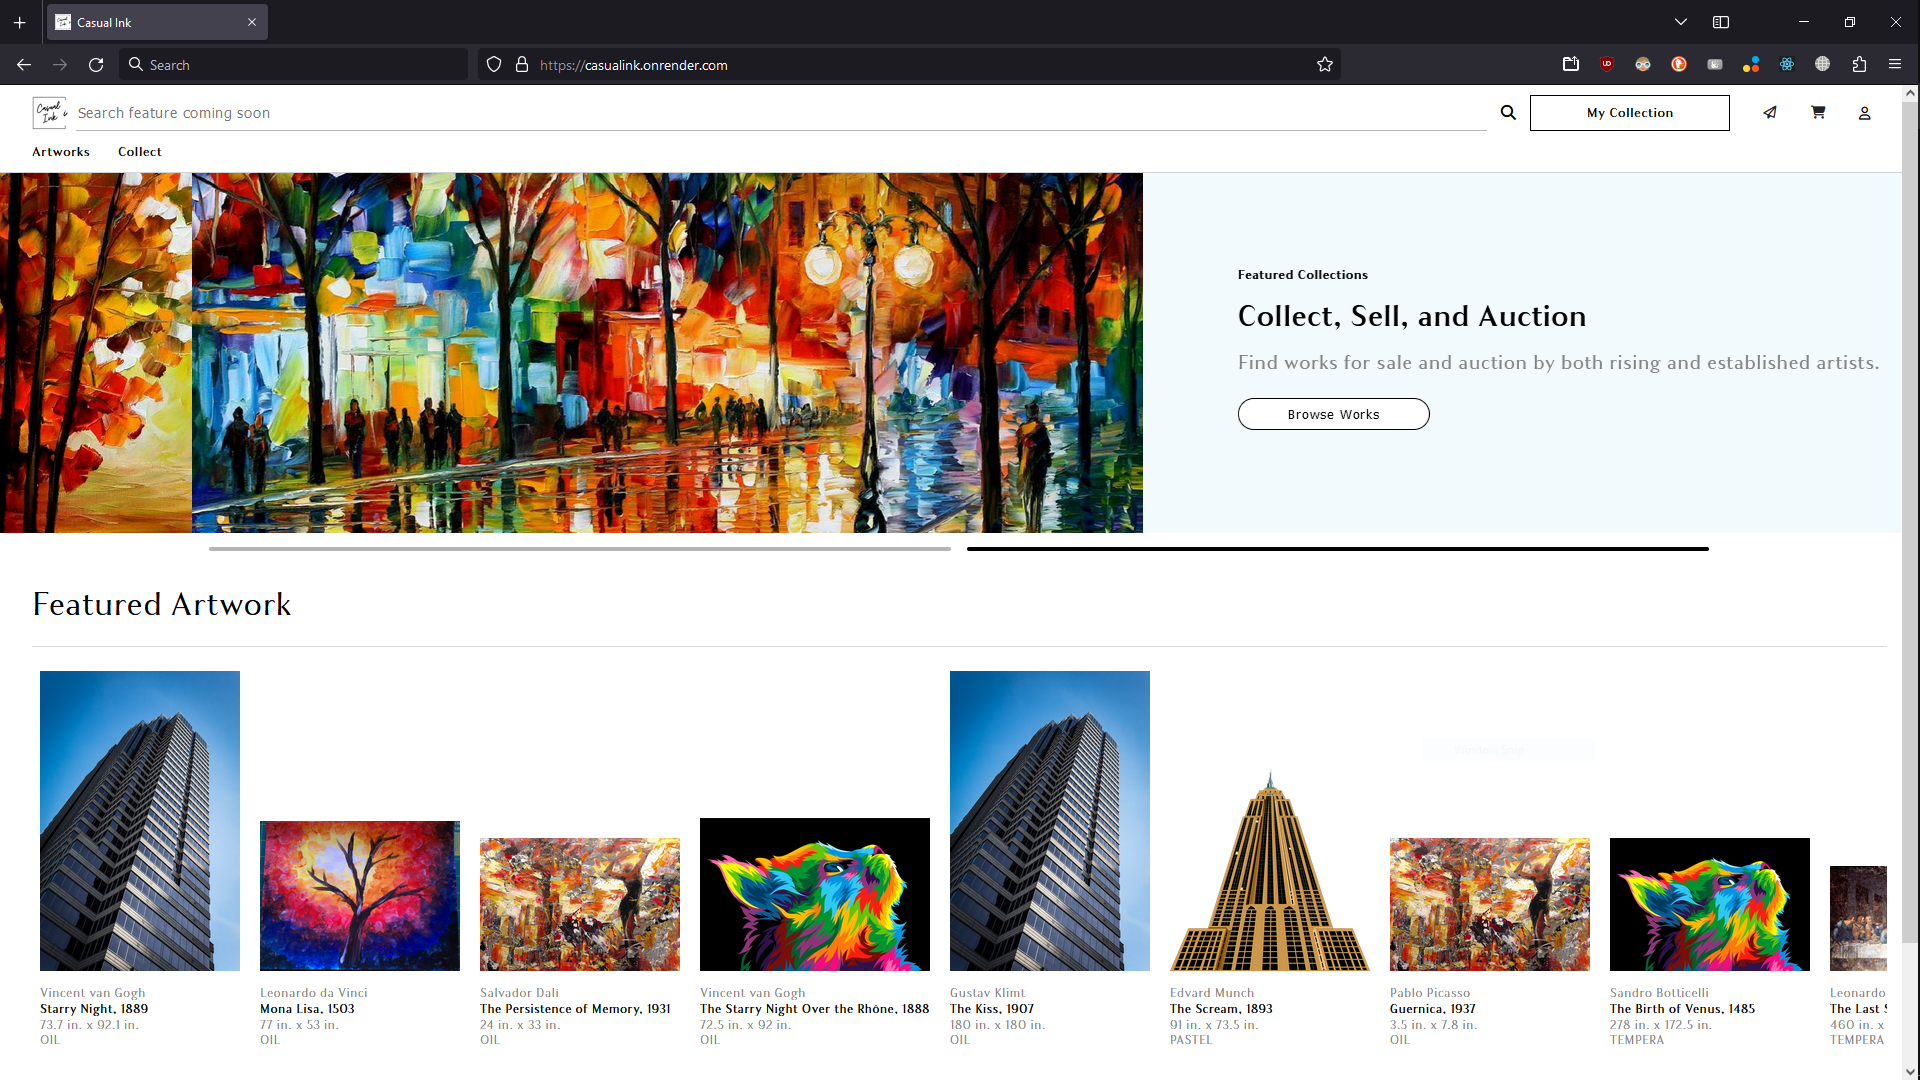 Casual Ink
Search
https://casualink.onrender.com
Casual
Ink
Search feature coming soon
My Collection
Artworks
Collect
Featured Collections
Collect, Sell, and Auction
Find works for sale and auction by both rising and established artists.
Browse Works
Featured Artwork
Vincent van Gogh
Starry Night, 1889
73.7 in. x 92.1 in.
OIL
Leonardo da Vinci
Mona Lisa, 1503
77 in. x 53 in.
OIL
Salvador Dali
The Persistence of Memory, 1931
24 in. x 33 in.
OIL
Vincent van Gogh
The Starry Night Over the Rhône, 1888
72.5 in. x 92 in.
OIL
Gustav Klimt
The Kiss, 1907
180 in. x 180 in.
OIL
Edvard Munch
The Scream, 1893
91 in. x 73.5 in.
PASTEL
Pablo Picasso
Guernica, 1937
3.5 in. x 7.8 in.
OIL
Sandro Botticelli
The Birth of Venus, 1485
278 in. x 172.5 in.
TEMPERA
Leonardo
The Last
460 in. x
TEMPERA